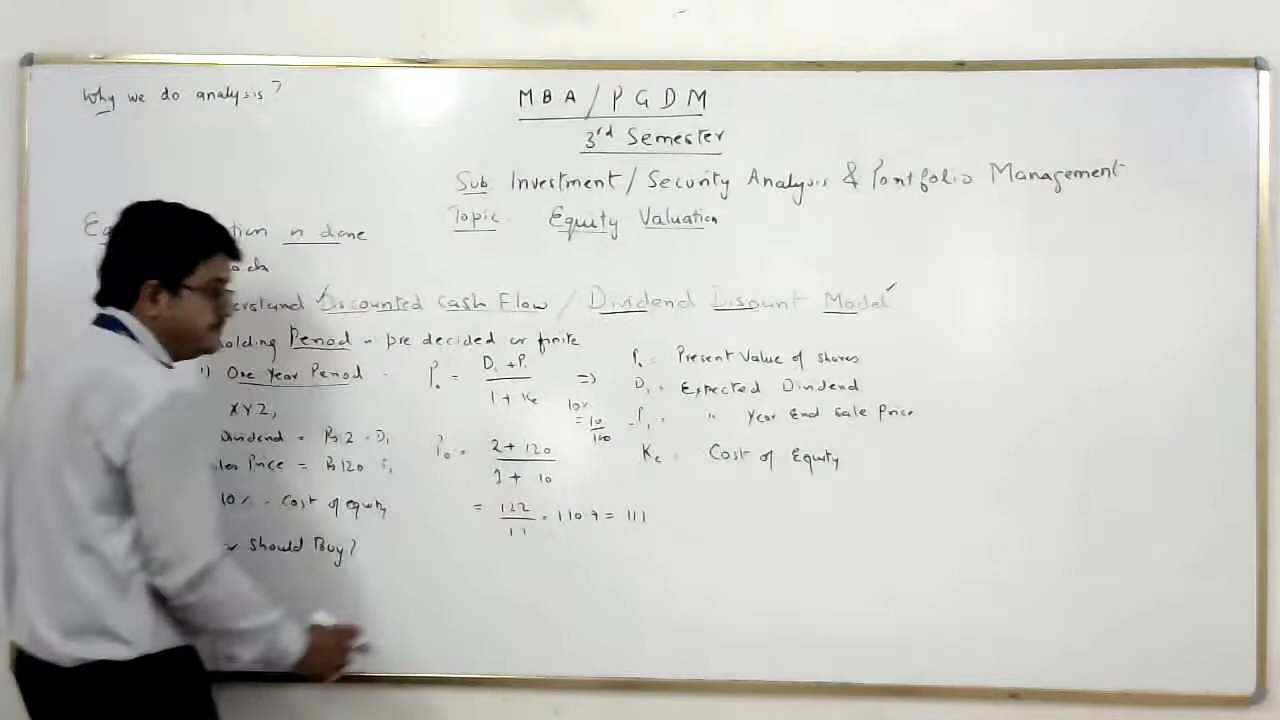 Why we do analysis?
MBA/PGDM
3rd Semester
Sub Investment/Security Analysis & Portfolio Management
Topic Equity Valuation
tion in done
Discounted Cash Flow / Dividend Discount Model
olding Period - pre decided or finite
1) One Year Period - P0 = D1 + P1 / 1 + Ke =>
P0 = Present Value of shares
D1 = Expected Dividend
P1 = " Year End Sale Price
Ke = Cost of Equity
10% = 10/100
XYZ,
Dividend = Rs 2 - D1
Price = Rs 120 P1
10% - Cost of equity
should Buy?
P0 = 2 + 120 / 1 + 10
= 122 / 11 = 110.9 = 111